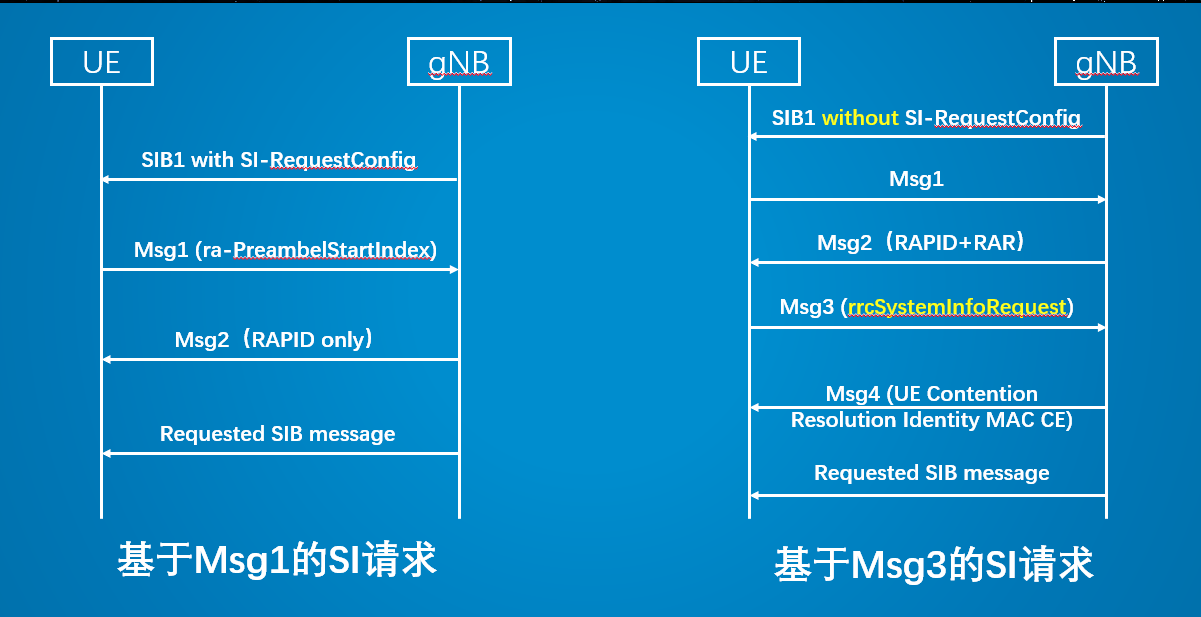 UE
gNB
SIB1 with SI-RequestConfig
Msg1 (ra-PreambelStartIndex)
Msg2（RAPID only）
Requested SIB message
基于Msg1的SI请求
UE
gNB
SIB1 without SI-RequestConfig
Msg1
Msg2（RAPID+RAR）
Msg3 (rrcSystemInfoRequest)
Msg4 (UE Contention
Resolution Identity MAC CE)
Requested SIB message
基于Msg3的SI请求